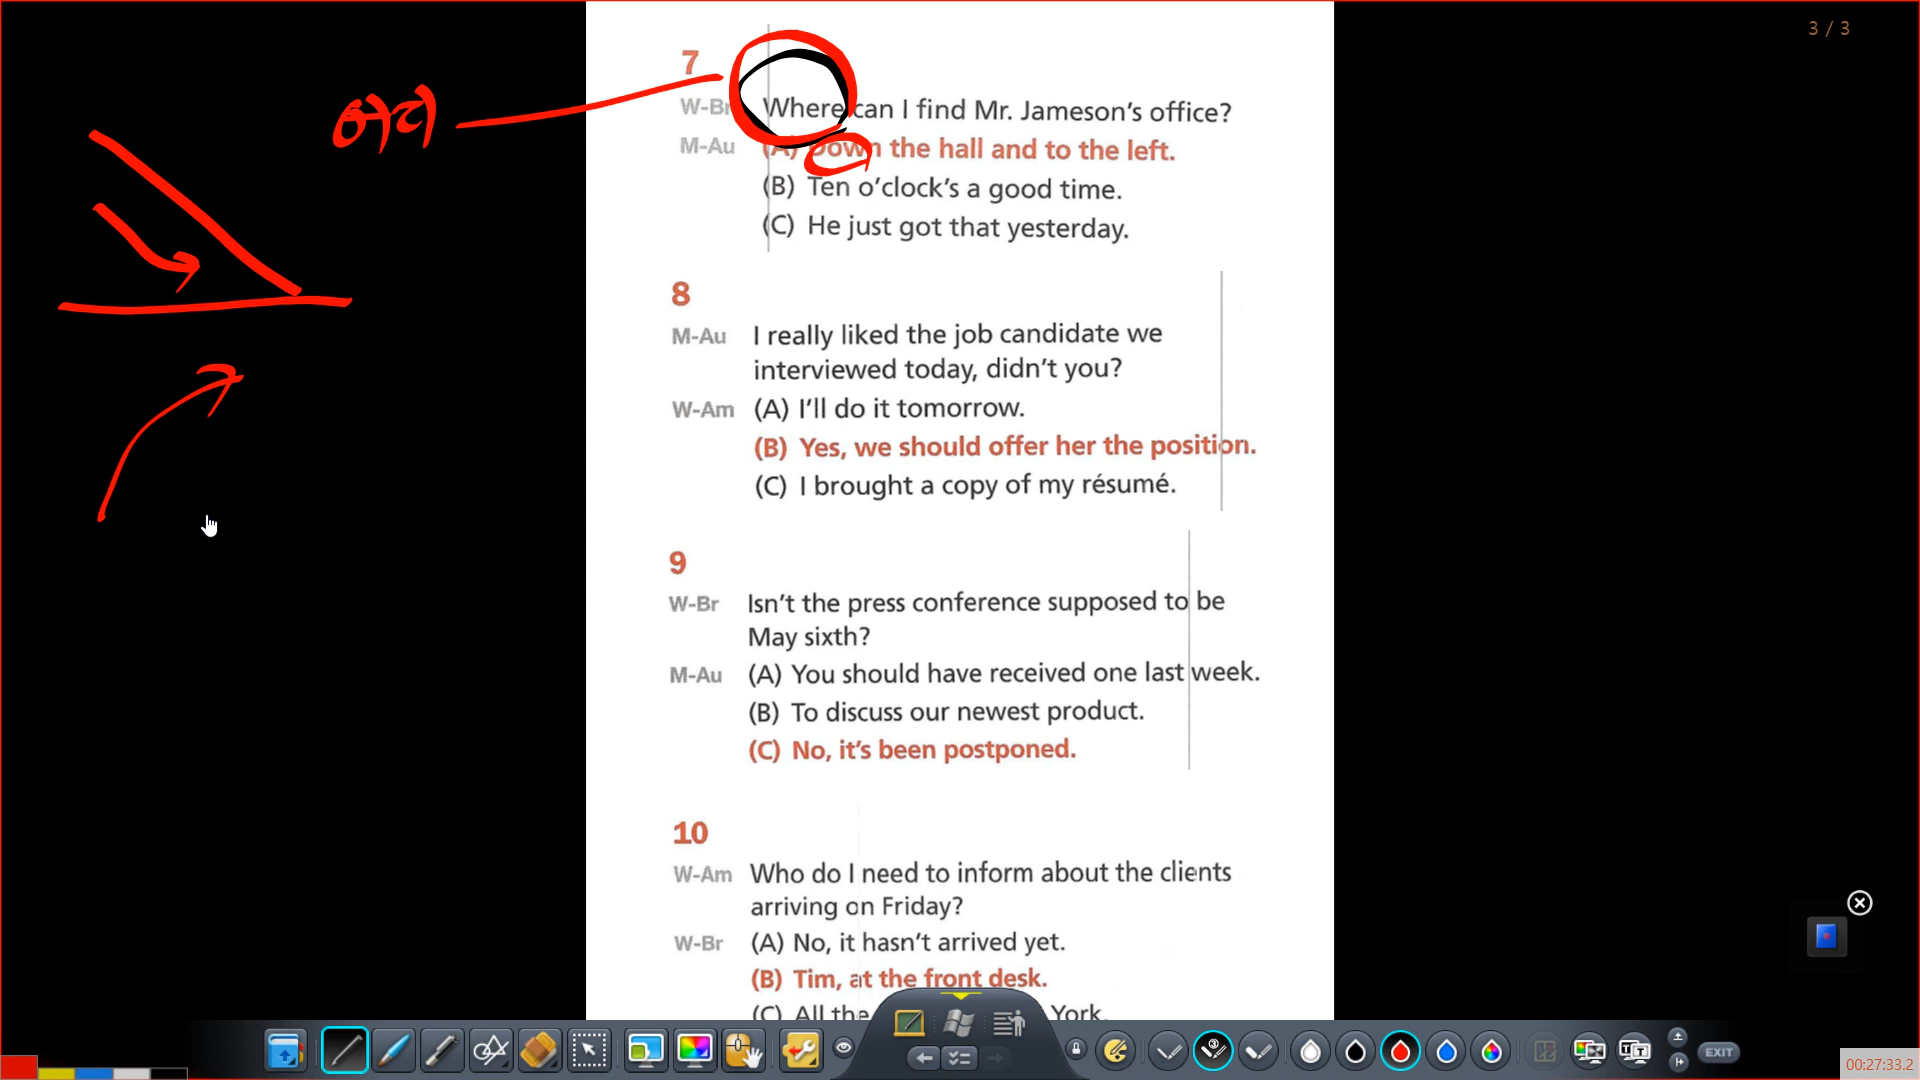 3 / 3
7
어디
W-Br Where can I find Mr. Jameson's office?
M-Au (A) Down the hall and to the left.
(B) Ten o'clock's a good time.
(C) He just got that yesterday.
8
M-Au I really liked the job candidate we
interviewed today, didn't you?
W-Am (A) I'll do it tomorrow.
(B) Yes, we should offer her the position.
(C) I brought a copy of my résumé.
9
W-Br Isn't the press conference supposed to be
May sixth?
M-Au (A) You should have received one last week.
(B) To discuss our newest product.
(C) No, it's been postponed.
10
W-Am Who do I need to inform about the clients
arriving on Friday?
W-Br (A) No, it hasn't arrived yet.
(B) Tim, at the front desk.
(C) All the York.
EXIT
00:27:33.2